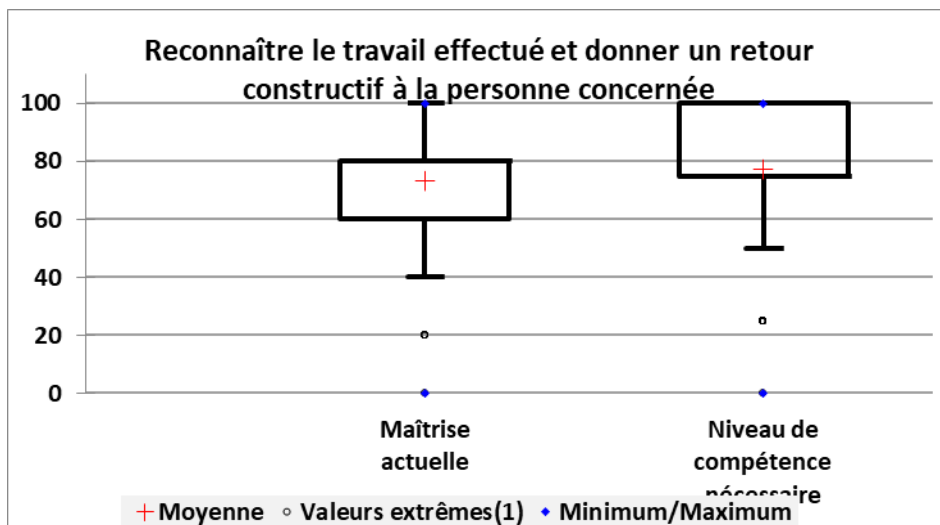 Reconnaître le travail effectué et donner un retour
constructif à la personne concernée
100
80
60
40
20
0
Maîtrise
actuelle
Niveau de
compétence
nécessaire
Moyenne
Valeurs extrêmes(1)
Minimum/Maximum